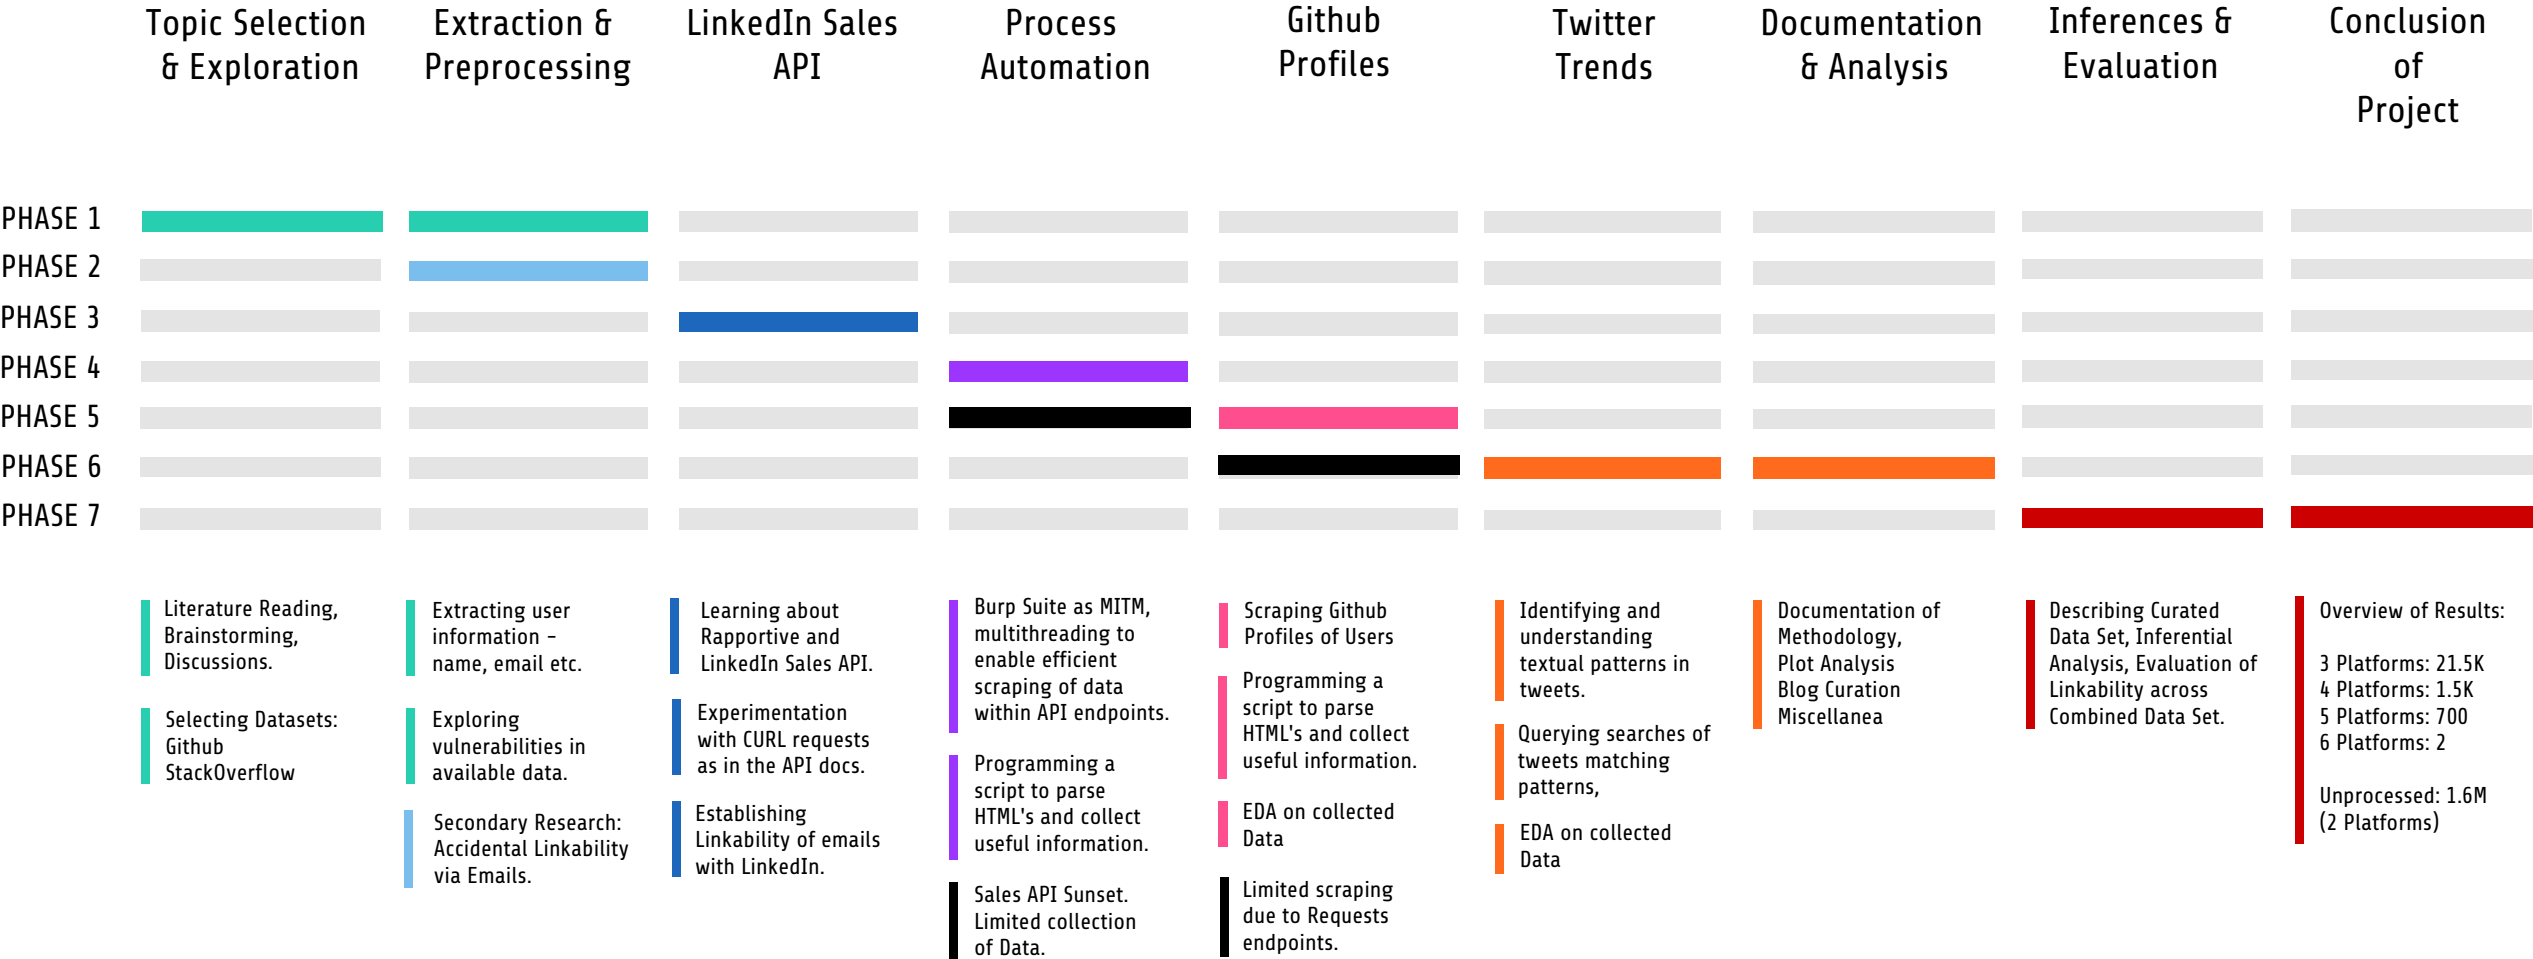 Topic Selection
& Exploration
Extraction &
Preprocessing
LinkedIn Sales
API
Process
Automation
Github
Profiles
Twitter
Trends
Documentation
& Analysis
Inferences &
Evaluation
Conclusion
of
Project
PHASE 1
PHASE 2
PHASE 3
PHASE 4
PHASE 5
PHASE 6
PHASE 7
Literature Reading,
Brainstorming,
Discussions.
Selecting Datasets:
Github
StackOverflow
Extracting user
information -
name, email etc.
Exploring
vulnerabilities in
available data.
Secondary Research:
Accidental Linkability
via Emails.
Learning about
Rapportive and
LinkedIn Sales API.
Experimentation
with CURL requests
as in the API docs.
Establishing
Linkability of emails
with LinkedIn.
Burp Suite as MITM,
multithreading to
enable efficient
scraping of data
within API endpoints.
Programming a
script to parse
HTML's and collect
useful information.
Sales API Sunset.
Limited collection
of Data.
Scraping Github
Profiles of Users
Programming a
script to parse
HTML's and collect
useful information.
EDA on collected
Data
Limited scraping
due to Requests
endpoints.
Identifying and
understanding
textual patterns in
tweets.
Querying searches of
tweets matching
patterns,
EDA on collected
Data
Documentation of
Methodology,
Plot Analysis
Blog Curation
Miscellanea
Describing Curated
Data Set, Inferential
Analysis, Evaluation of
Linkability across
Combined Data Set.
Overview of Results:
3 Platforms: 21.5K
4 Platforms: 1.5K
5 Platforms: 700
6 Platforms: 2
Unprocessed: 1.6M
(2 Platforms)